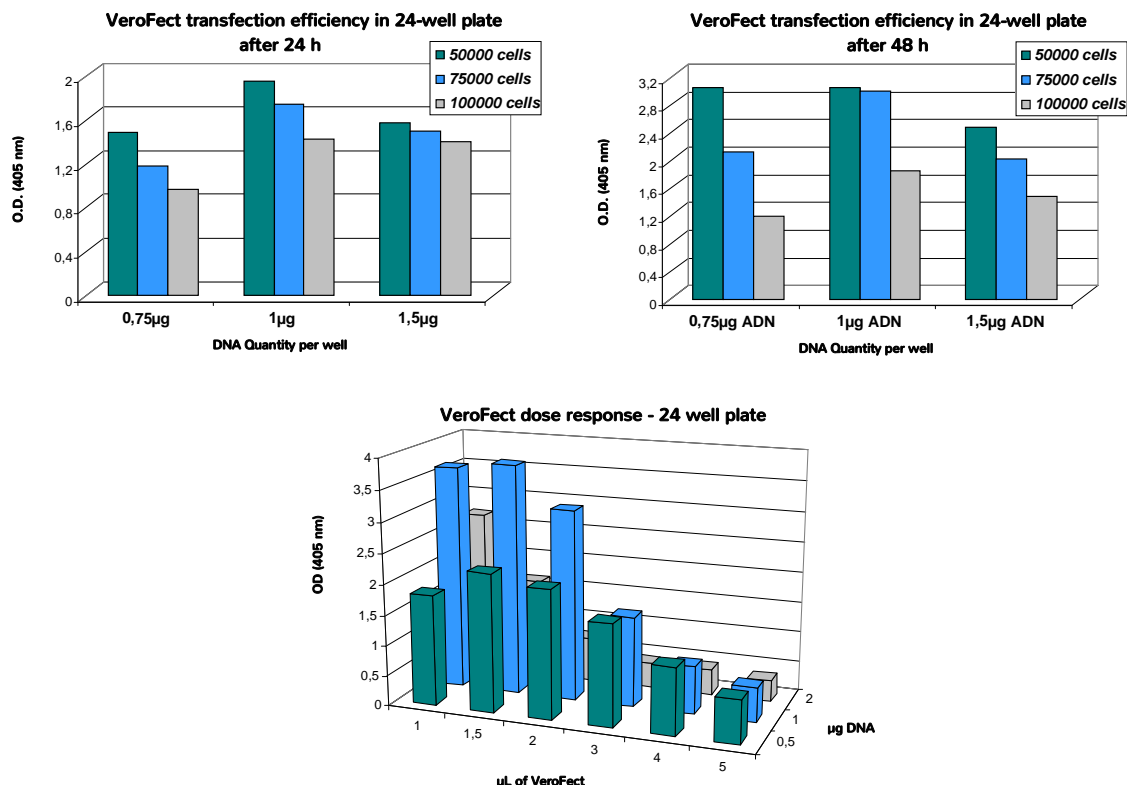 VeroFect transfection efficiency in 24-well plate
after 24 h
50000 cells
75000 cells
100000 cells
2
1,6
1,2
0,8
0,4
0
O.D. (405 nm)
0,75µg
1µg
1,5µg
DNA Quantity per well
VeroFect transfection efficiency in 24-well plate
after 48 h
50000 cells
75000 cells
100000 cells
3,2
2,8
2,4
2
1,6
1,2
0,8
0,4
0
O.D. (405 nm)
0,75µg ADN
1µg ADN
1,5µg ADN
DNA Quantity per well
VeroFect dose response - 24 well plate
4
3,5
3
2,5
2
1,5
1
0,5
0
OD (405 nm)
1
1,5
2
3
4
5
µL of VeroFect
0,5
1
2
µg DNA